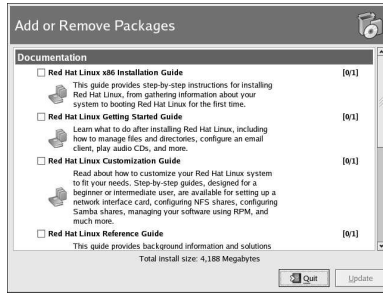 Add or Remove Packages
Documentation
Red Hat Linux x86 Installation Guide [0/1]
This guide provides step-by-step instructions for installing
Red Hat Linux, from gathering information about your
system to booting Red Hat Linux for the first time.
Red Hat Linux Getting Started Guide [0/1]
Learn what to do after installing Red Hat Linux, including
how to manage files and directories, configure an email
client, play audio CDs, and more.
Red Hat Linux Customization Guide [0/1]
Read about how to customize your Red Hat Linux system
to fit your needs. Step-by-step guides, designed for a
beginner or intermediate user, are available for setting up a
network interface card, configuring NFS shares, configuring
Samba shares, managing your software using RPM, and
much more.
Red Hat Linux Reference Guide [0/1]
This guide provides background information and solutions
Total install size: 4,188 Megabytes
Quit
Update